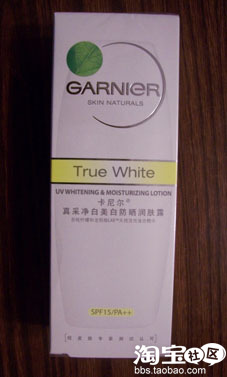 GARNIER
SKIN NATURALS
True White
UV WHITENING & MOISTURIZING LOTION
卡尼尔®
真采净白美白防晒润肤露
SPF15/PA++
淘宝社区
bbs.taobao.com